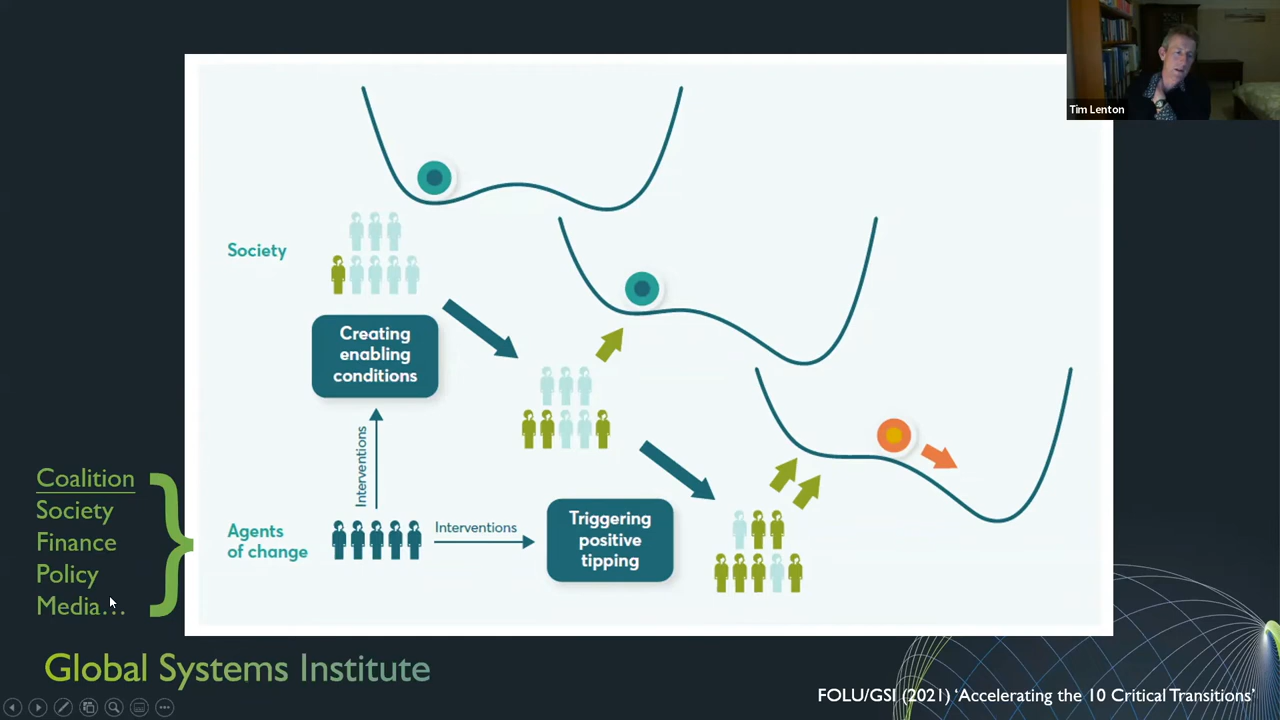 Tim Lenton
Society
Creating
enabling
conditions
Interventions
Agents
of change
Interventions
Triggering
positive
tipping
Coalition
Society
Finance
Policy
Media...
Global Systems Institute
FOLU/GSI (2021) ‘Accelerating the 10 Critical Transitions’